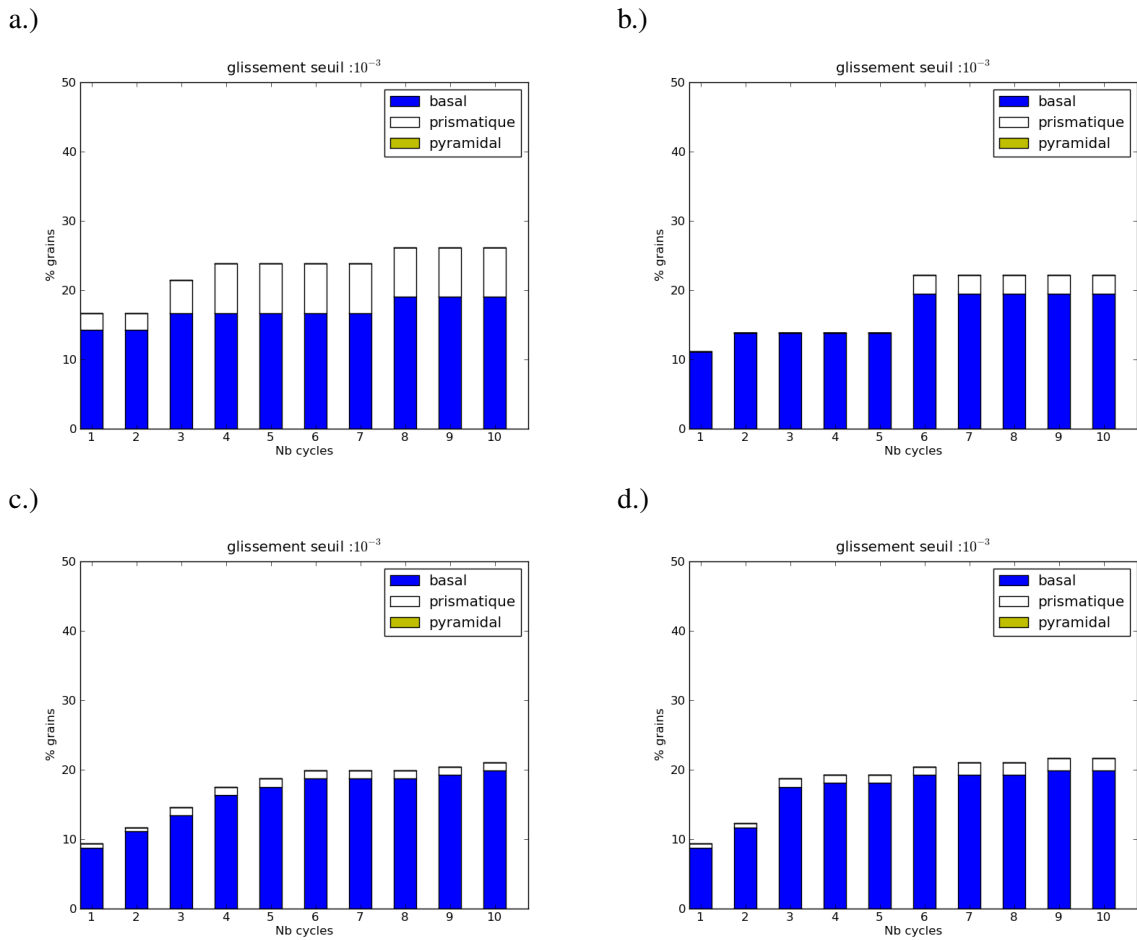 a.)
glissement seuil :10⁻³
50
40
30
20
10
0
% grains
basal
prismatique
pyramidal
1 2 3 4 5 6 7 8 9 10
Nb cycles
b.)
glissement seuil :10⁻³
50
40
30
20
10
0
% grains
basal
prismatique
pyramidal
1 2 3 4 5 6 7 8 9 10
Nb cycles
c.)
glissement seuil :10⁻³
50
40
30
20
10
0
% grains
basal
prismatique
pyramidal
1 2 3 4 5 6 7 8 9 10
Nb cycles
d.)
glissement seuil :10⁻³
50
40
30
20
10
0
% grains
basal
prismatique
pyramidal
1 2 3 4 5 6 7 8 9 10
Nb cycles